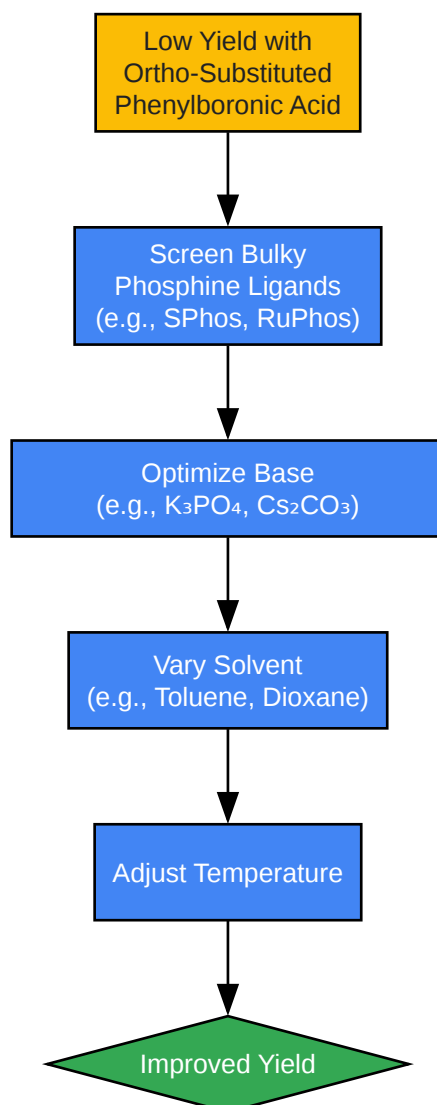 Low Yield with
Ortho-Substituted
Phenylboronic Acid
Screen Bulky
Phosphine Ligands
(e.g., SPhos, RuPhos)
Optimize Base
(e.g., K₃PO₄, Cs₂CO₃)
Vary Solvent
(e.g., Toluene, Dioxane)
Adjust Temperature
Improved Yield